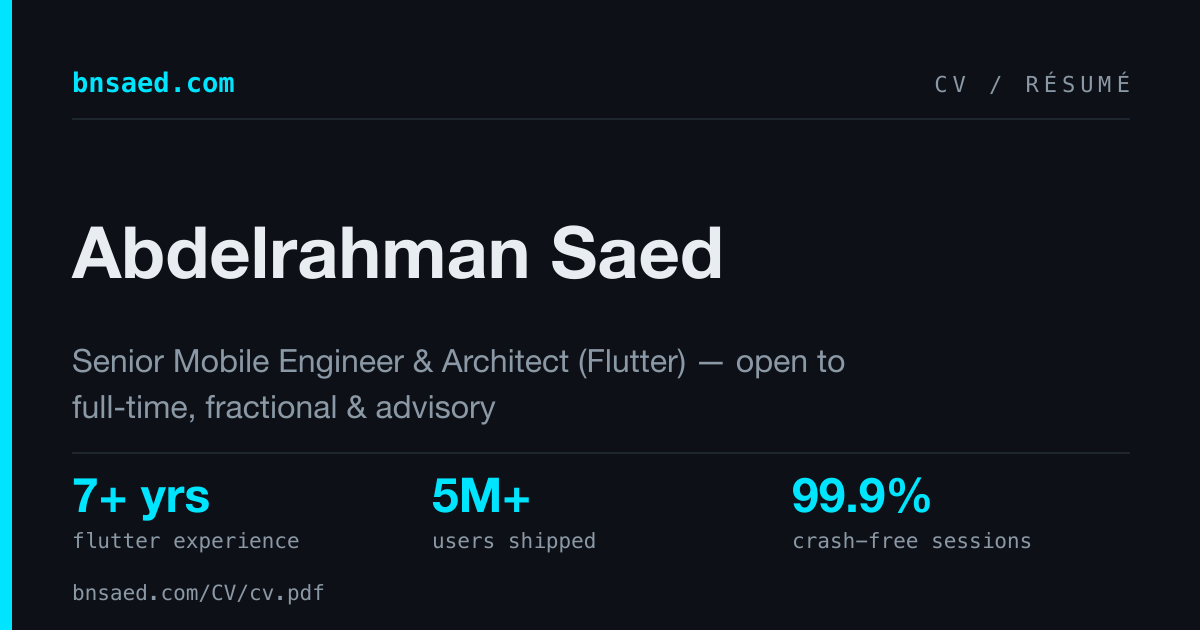 bnsaed.com
CV / RÉSUMÉ
Abdelrahman Saed
Senior Mobile Engineer & Architect (Flutter) — open to
full-time, fractional & advisory
7+ yrs
flutter experience
5M+
users shipped
99.9%
crash-free sessions
bnsaed.com/CV/cv.pdf